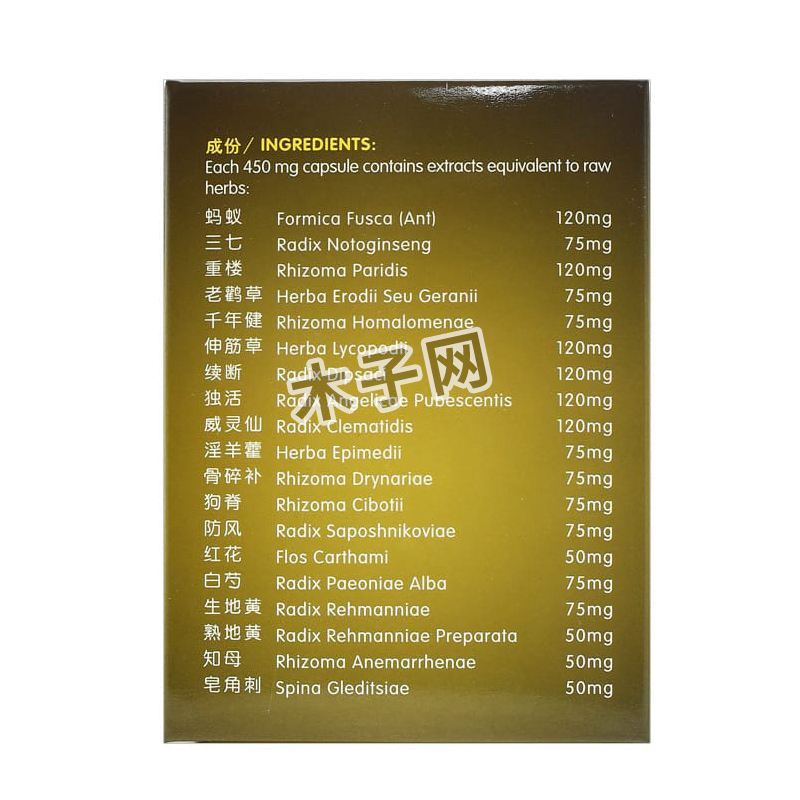 成份/ INGREDIENTS:
Each 450 mg capsule contains extracts equivalent to raw
herbs:
蚂蚁 Formica Fusca (Ant) 120mg
三七 Radix Notoginseng 75mg
重楼 Rhizoma Paridis 120mg
老鹳草 Herba Erodii Seu Geranii 75mg
千年健 Rhizoma Homalomenae 75mg
伸筋草 Herba Lycopodii 120mg
续断 Radix Dipsaci 120mg
独活 Radix Angelicae Pubescentis 120mg
威灵仙 Radix Clematidis 120mg
淫羊藿 Herba Epimedii 75mg
骨碎补 Rhizoma Drynariae 75mg
狗脊 Rhizoma Cibotii 75mg
防风 Radix Saposhnikoviae 75mg
红花 Flos Carthami 50mg
白芍 Radix Paeoniae Alba 75mg
生地黄 Radix Rehmanniae 75mg
熟地黄 Radix Rehmanniae Preparata 50mg
知母 Rhizoma Anemarrhenae 50mg
皂角刺 Spina Gleditsiae 50mg
木子网